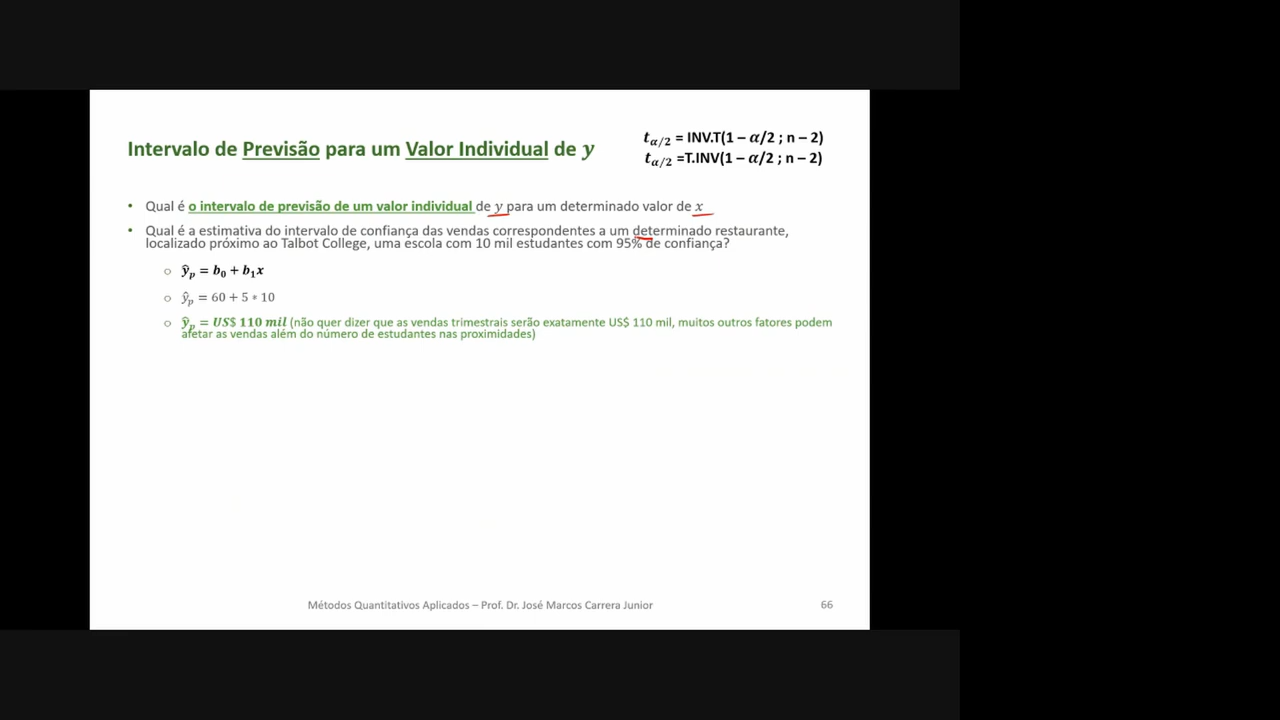 Intervalo de Previsão para um Valor Individual de y
t α/2 = INV.T(1 – α/2 ; n – 2)
t α/2 =T.INV(1 – α/2 ; n – 2)
• Qual é o intervalo de previsão de um valor individual de y para um determinado valor de x
• Qual é a estimativa do intervalo de confiança das vendas correspondentes a um determinado restaurante,
localizado próximo ao Talbot College, uma escola com 10 mil estudantes com 95% de confiança?
○ ŷₚ = b₀ + b₁x
○ ŷₚ = 60 + 5 ∗ 10
○ ŷₚ = US$ 110 mil (não quer dizer que as vendas trimestrais serão exatamente US$ 110 mil, muitos outros fatores podem
afetar as vendas além do número de estudantes nas proximidades)
Métodos Quantitativos Aplicados – Prof. Dr. José Marcos Carrera Junior
66